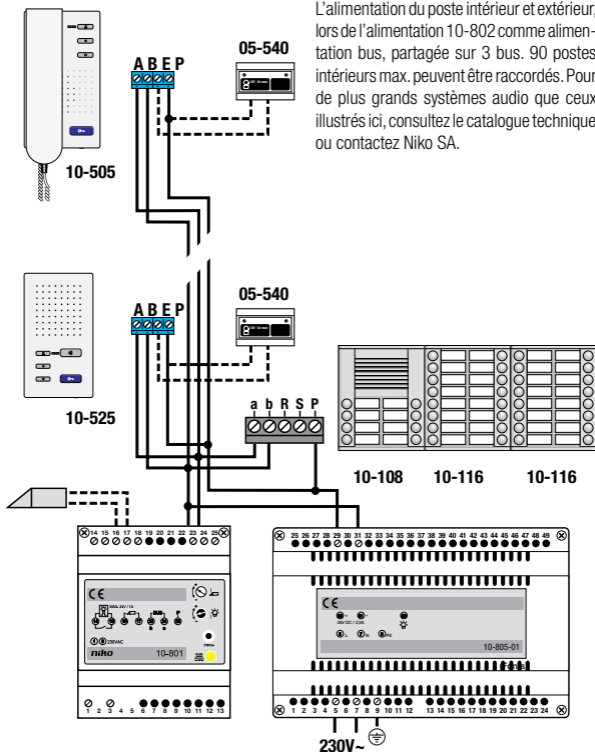 L'alimentation du poste intérieur et extérieur,
lors de l'alimentation 10-802 comme alimen-
tation bus, partagée sur 3 bus. 90 postes
intérieurs max. peuvent être raccordés. Pour
de plus grands systèmes audio que ceux
illustrés ici, consultez le catalogue technique
ou contactez Niko SA.
A B E P
05-540
10-505
A B E P
05-540
10-525
a b R S P
10-108
10-116
10-116
14 15 16 17 18 19 20 21 22 23 24 25
CE
230VAC
niko
10-801
1 2 3 4 5 6 7 8 9 10 11 12 13
25 26 27 28 29 30 31 32 33 34 35 36 37 38 39 40 41 42 43 44 45 46 47 48 49
CE
10-805-01
1 2 3 4 5 6 7 8 9 10 11 12 13 14 15 16 17 18 19 20 21 22 23 24
230V~